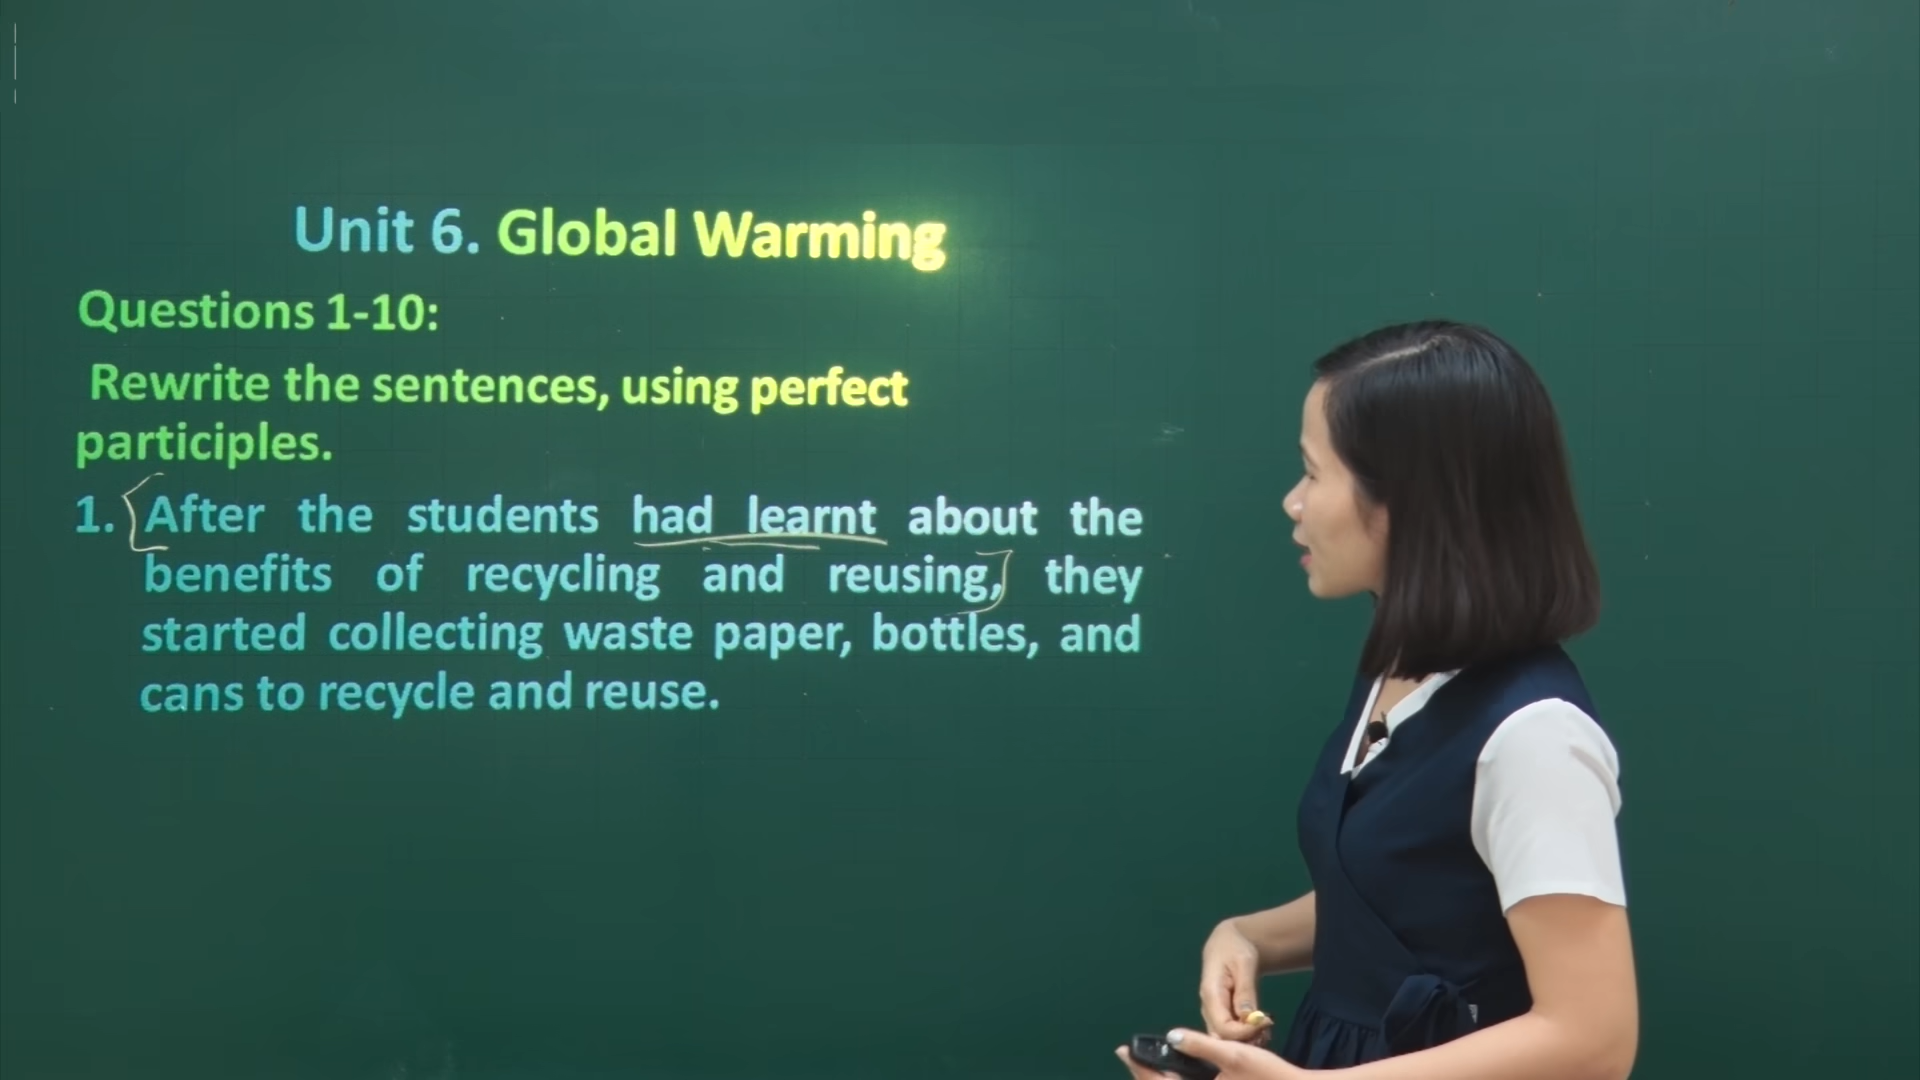 Unit 6. Global Warming
Questions 1-10:
Rewrite the sentences, using perfect
participles.
1. After the students had learnt about the
benefits of recycling and reusing, they
started collecting waste paper, bottles, and
cans to recycle and reuse.